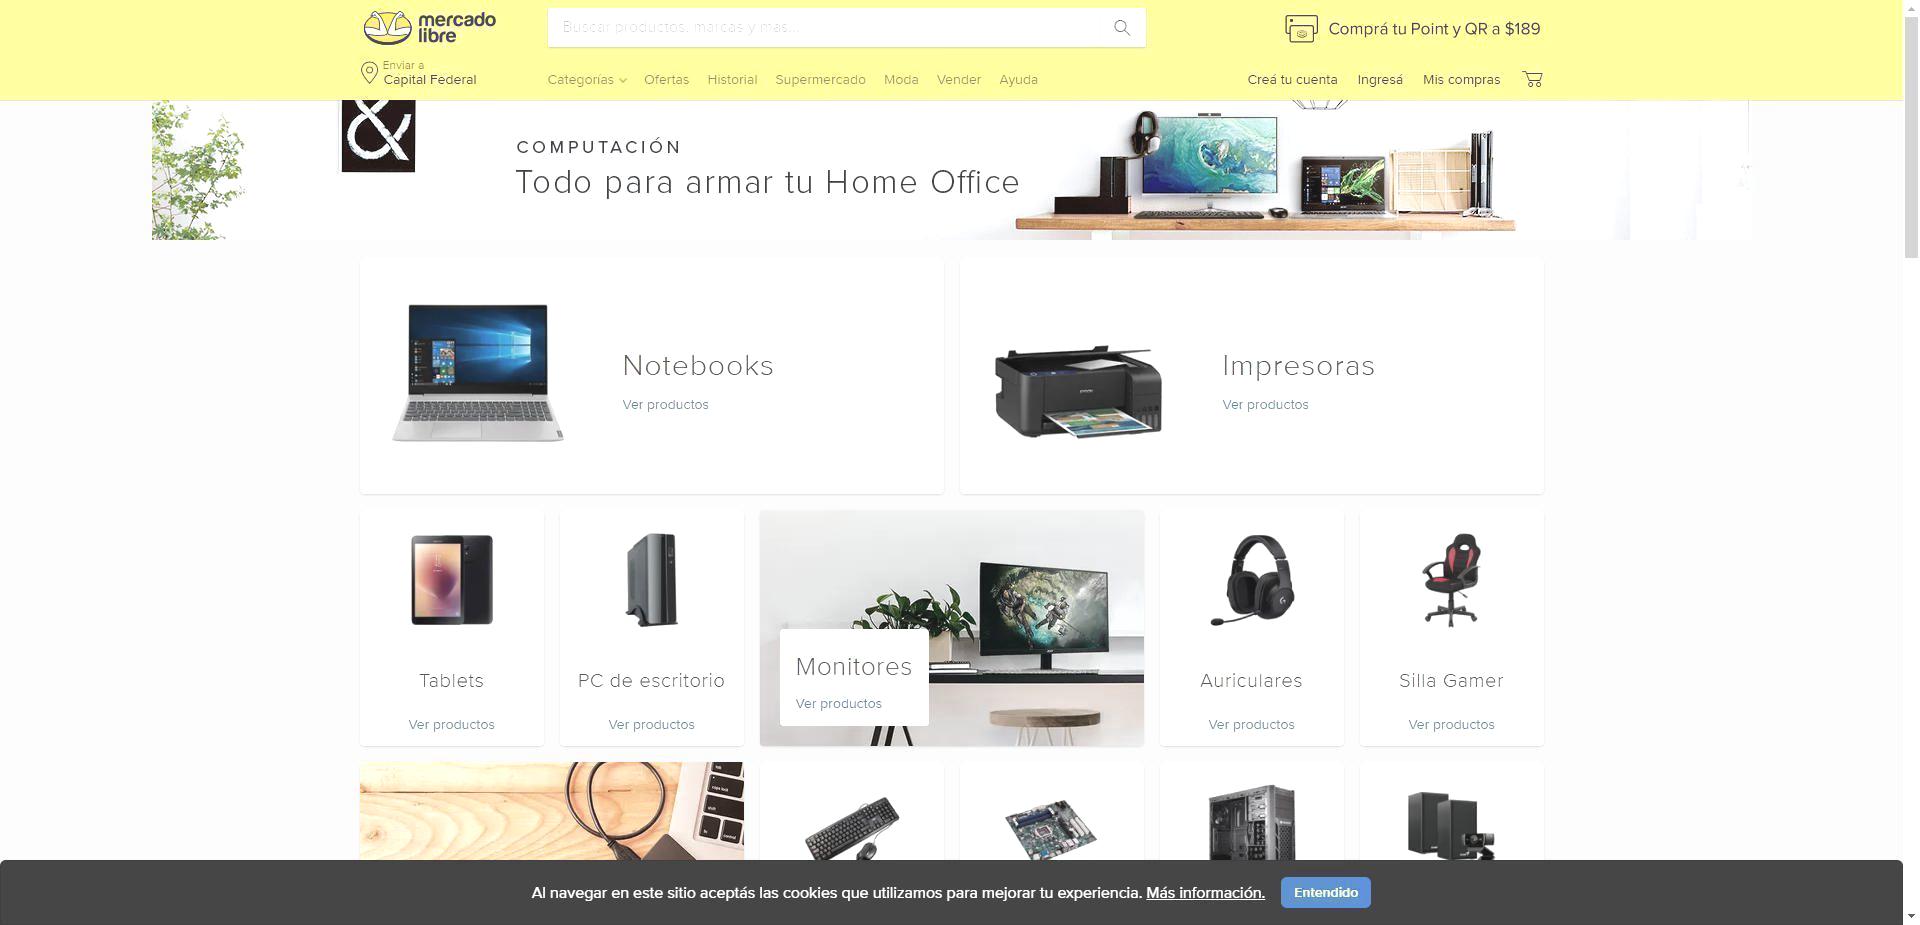 mercado libre
Buscar productos, marcas y más...
Comprá tu Point y QR a $189
Enviar a
Capital Federal
Categorías
Ofertas
Historial
Supermercado
Moda
Vender
Ayuda
Creá tu cuenta
Ingresá
Mis compras
&
COMPUTACIÓN
Todo para armar tu Home Office
Notebooks
Ver productos
Impresoras
Ver productos
Tablets
Ver productos
PC de escritorio
Ver productos
Monitores
Ver productos
Auriculares
Ver productos
Silla Gamer
Ver productos
Al navegar en este sitio aceptás las cookies que utilizamos para mejorar tu experiencia. Más información.
Entendido